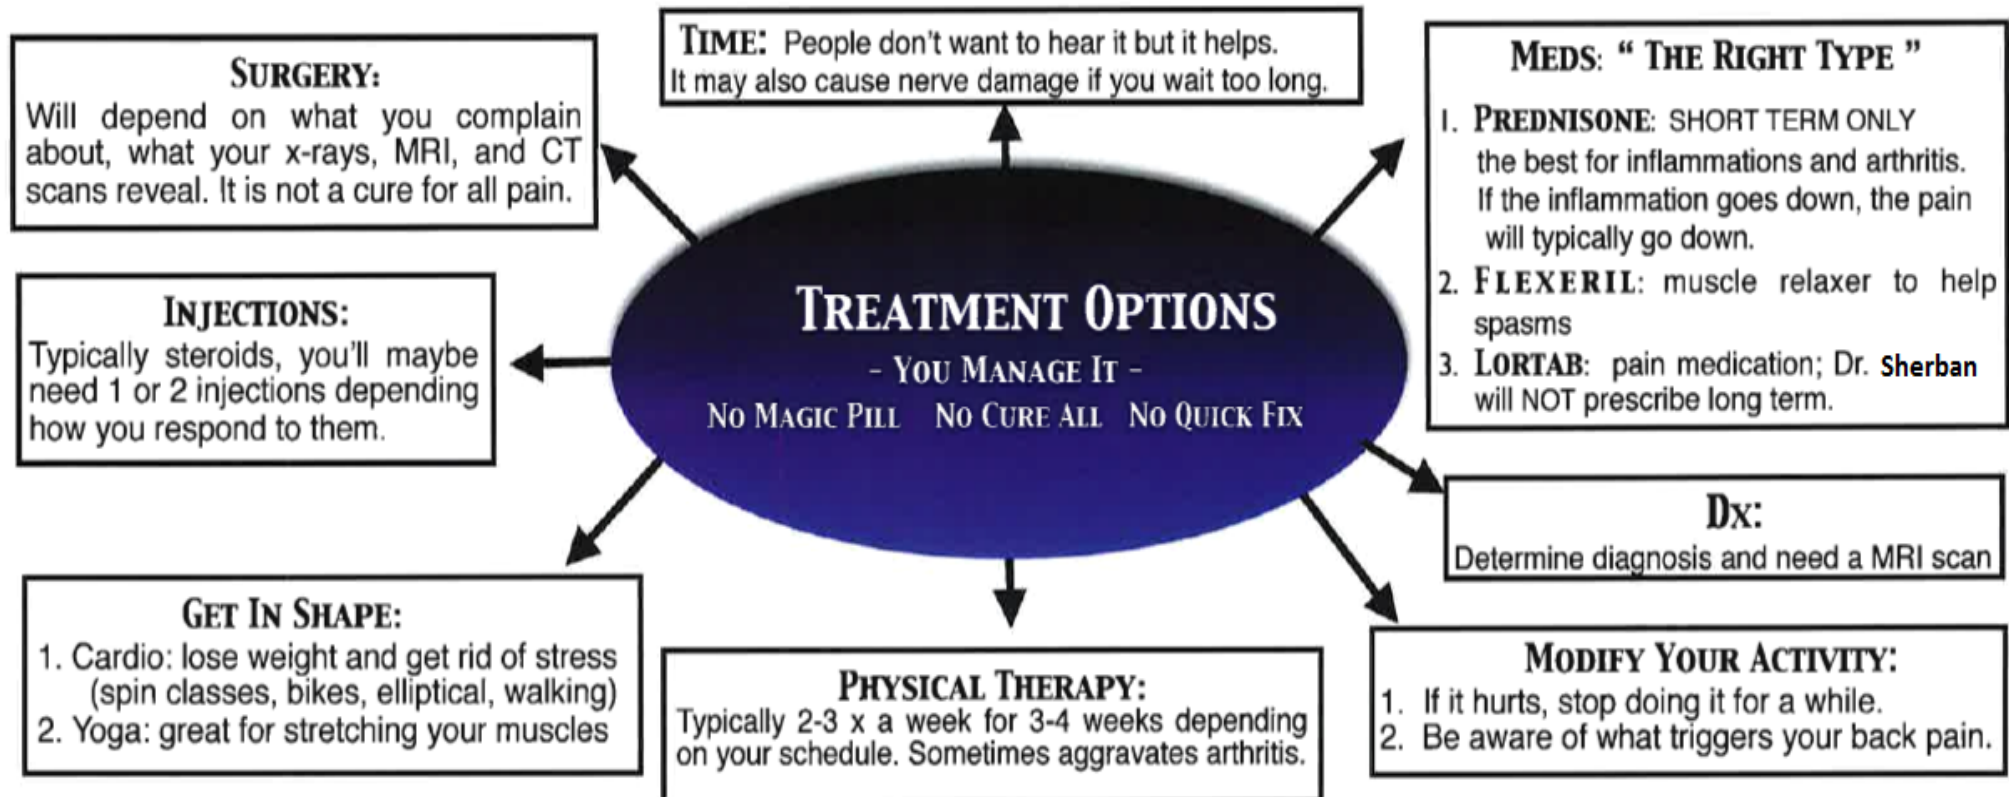 SURGERY:
Will depend on what you complain
about, what your x-rays, MRI, and CT
scans reveal. It is not a cure for all pain.
TIME: People don't want to hear it but it helps.
It may also cause nerve damage if you wait too long.
MEDS: " THE RIGHT TYPE "
1. PREDNISONE: SHORT TERM ONLY
the best for inflammations and arthritis.
If the inflammation goes down, the pain
will typically go down.
2. FLEXERIL: muscle relaxer to help
spasms
3. LORTAB: pain medication; Dr. Sherban
will NOT prescribe long term.
INJECTIONS:
Typically steroids, you'll maybe
need 1 or 2 injections depending
how you respond to them.
TREATMENT OPTIONS
- YOU MANAGE IT -
NO MAGIC PILL NO CURE ALL NO QUICK FIX
DX:
Determine diagnosis and need a MRI scan
GET IN SHAPE:
1. Cardio: lose weight and get rid of stress
(spin classes, bikes, elliptical, walking)
2. Yoga: great for stretching your muscles
PHYSICAL THERAPY:
Typically 2-3 x a week for 3-4 weeks depending
on your schedule. Sometimes aggravates arthritis.
MODIFY YOUR ACTIVITY:
1. If it hurts, stop doing it for a while.
2. Be aware of what triggers your back pain.